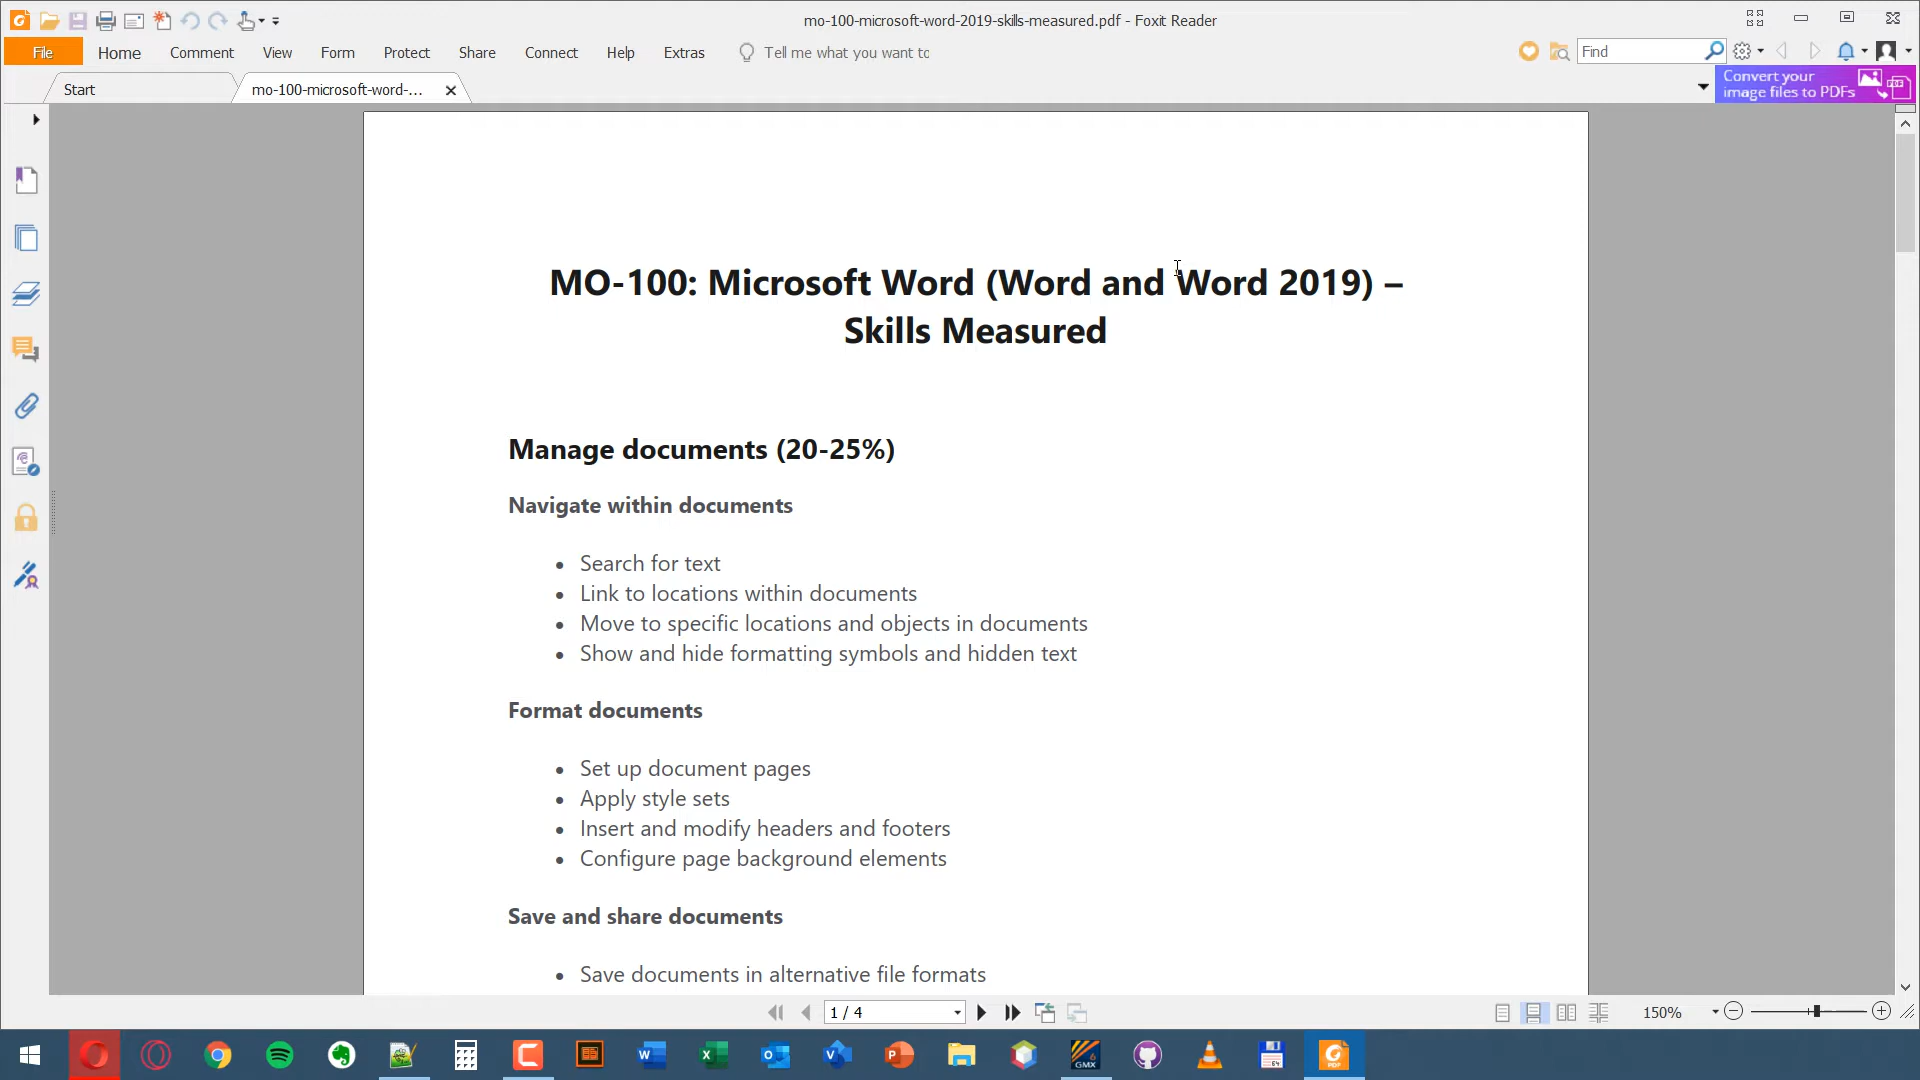 mo-100-microsoft-word-2019-skills-measured.pdf - Foxit Reader
File Home Comment View Form Protect Share Connect Help Extras Tell me what you want to Find
Start mo-100-microsoft-word-... Convert your
image files to PDFs
MO-100: Microsoft Word (Word and Word 2019) –
Skills Measured
Manage documents (20-25%)
Navigate within documents
• Search for text
• Link to locations within documents
• Move to specific locations and objects in documents
• Show and hide formatting symbols and hidden text
Format documents
• Set up document pages
• Apply style sets
• Insert and modify headers and footers
• Configure page background elements
Save and share documents
• Save documents in alternative file formats
1 / 4 150%